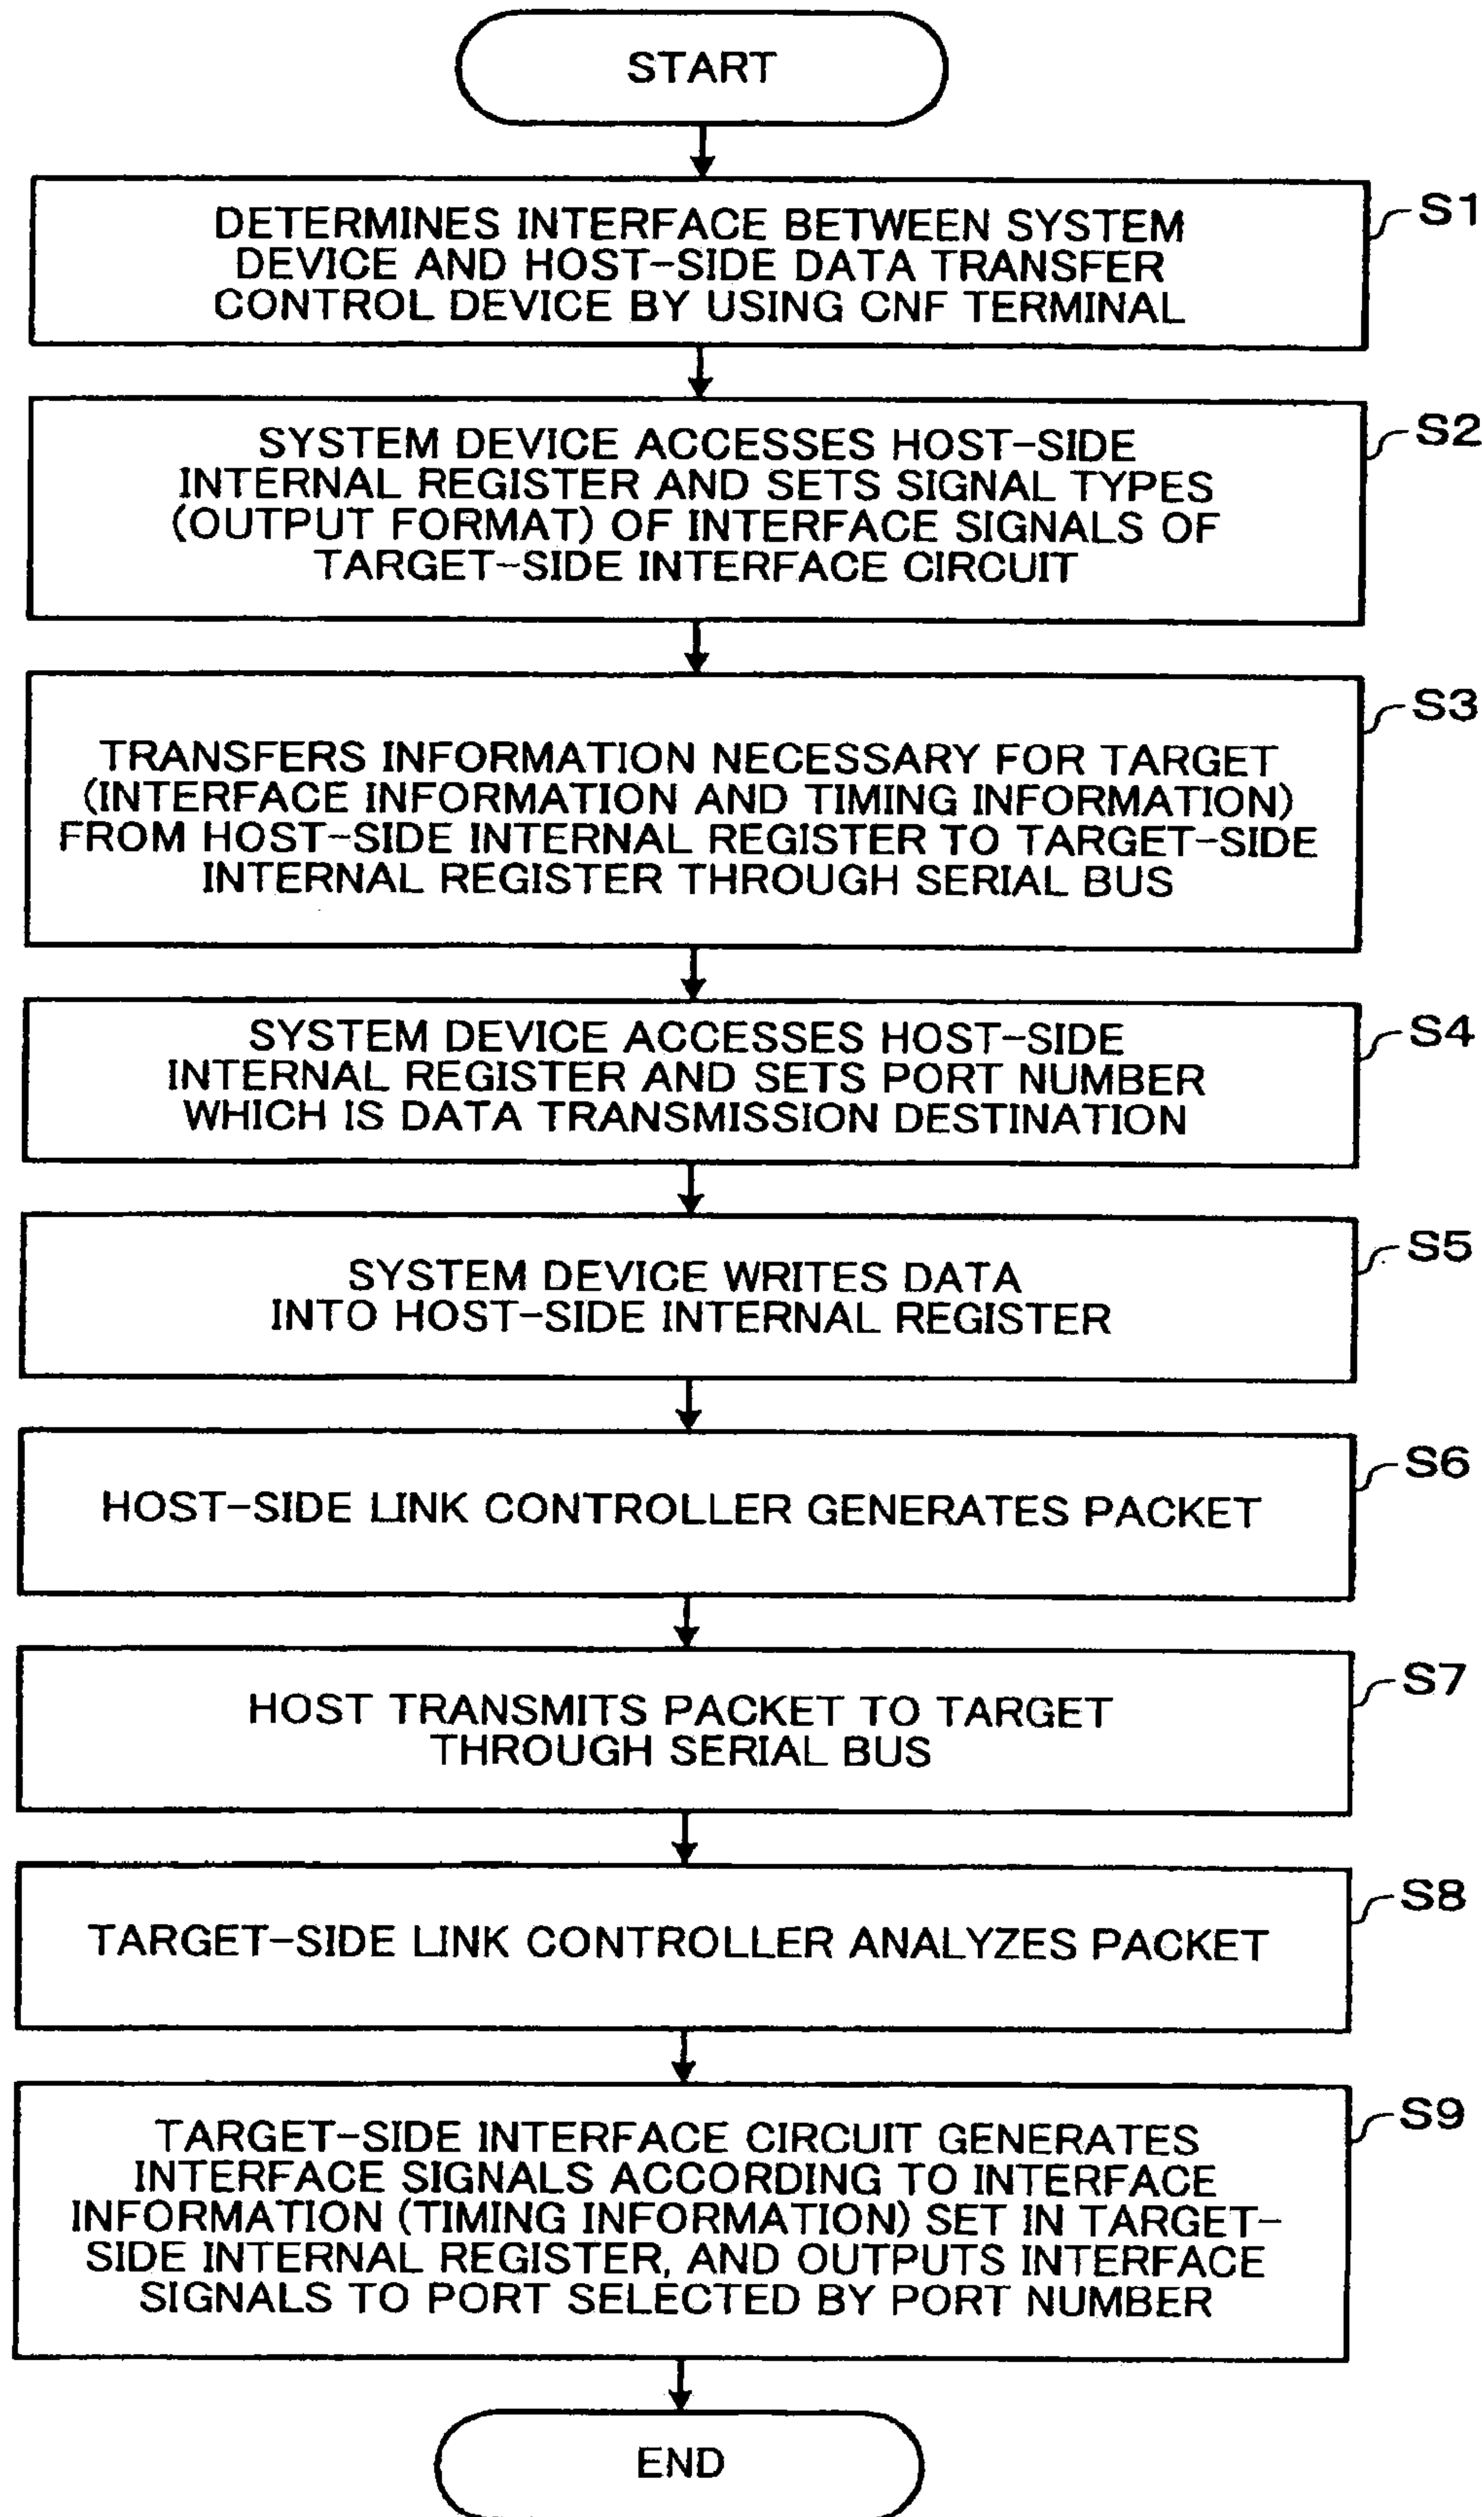 START
S1
DETERMINES INTERFACE BETWEEN SYSTEM
DEVICE AND HOST-SIDE DATA TRANSFER
CONTROL DEVICE BY USING CNF TERMINAL
S2
SYSTEM DEVICE ACCESSES HOST-SIDE
INTERNAL REGISTER AND SETS SIGNAL TYPES
(OUTPUT FORMAT) OF INTERFACE SIGNALS OF
TARGET-SIDE INTERFACE CIRCUIT
S3
TRANSFERS INFORMATION NECESSARY FOR TARGET
(INTERFACE INFORMATION AND TIMING INFORMATION)
FROM HOST-SIDE INTERNAL REGISTER TO TARGET-SIDE
INTERNAL REGISTER THROUGH SERIAL BUS
S4
SYSTEM DEVICE ACCESSES HOST-SIDE
INTERNAL REGISTER AND SETS PORT NUMBER
WHICH IS DATA TRANSMISSION DESTINATION
S5
SYSTEM DEVICE WRITES DATA
INTO HOST-SIDE INTERNAL REGISTER
S6
HOST-SIDE LINK CONTROLLER GENERATES PACKET
S7
HOST TRANSMITS PACKET TO TARGET
THROUGH SERIAL BUS
S8
TARGET-SIDE LINK CONTROLLER ANALYZES PACKET
S9
TARGET-SIDE INTERFACE CIRCUIT GENERATES
INTERFACE SIGNALS ACCORDING TO INTERFACE
INFORMATION (TIMING INFORMATION) SET IN TARGET-
SIDE INTERNAL REGISTER, AND OUTPUTS INTERFACE
SIGNALS TO PORT SELECTED BY PORT NUMBER
END